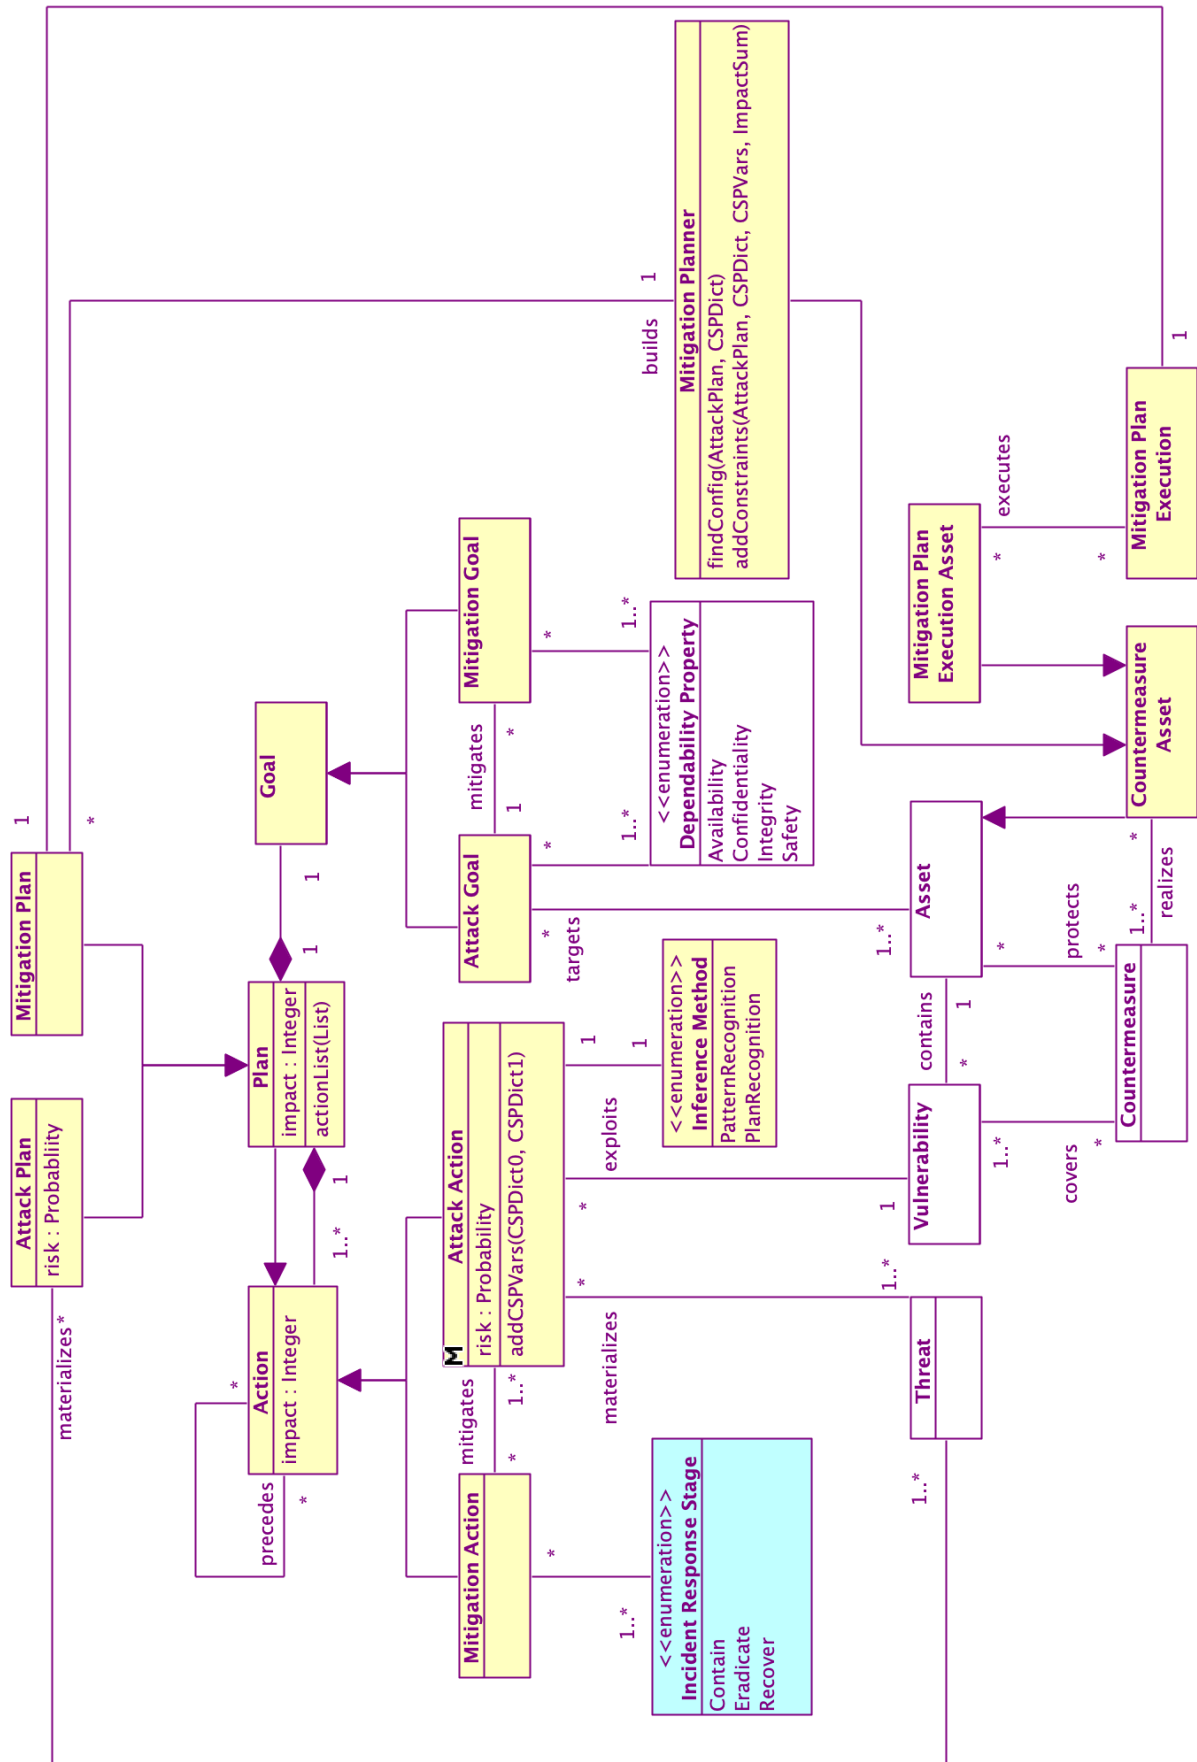 Attack Plan
risk : Probabliity
Mitigation Plan
1
*
materializes
*
precedes
*
*
Action
impact : Integer
1..*
1
Plan
impact : Integer
actionList(List)
1
1
Goal
Mitigation Action
mitigates
*
1..*
M
Attack Action
risk : Probability
addCSPVars(CSPDict0, CSPDict1)
Attack Goal
mitigates
1
*
Mitigation Goal
*
1..*
<<enumeration>>
Incident Response Stage
Contain
Eradicate
Recover
materializes
*
1..*
exploits
*
1
1
1
<<enumeration>>
Inference Method
PatternRecognition
PlanRecognition
targets
*
1..*
*
1..*
*
1..*
<<enumeration>>
Dependability Property
Availability
Confidentiality
Integrity
Safety
builds
1
Mitigation Planner
findConfig(AttackPlan, CSPDict)
addConstraints(AttackPlan, CSPDict, CSPVars, ImpactSum)
1..*
Threat
Vulnerability
contains
*
1
Asset
Mitigation Plan
Execution Asset
executes
*
*
covers
1..*
*
protects
*
*
Countermeasure
1..*
*
realizes
Countermeasure
Asset
Mitigation Plan
Execution
1